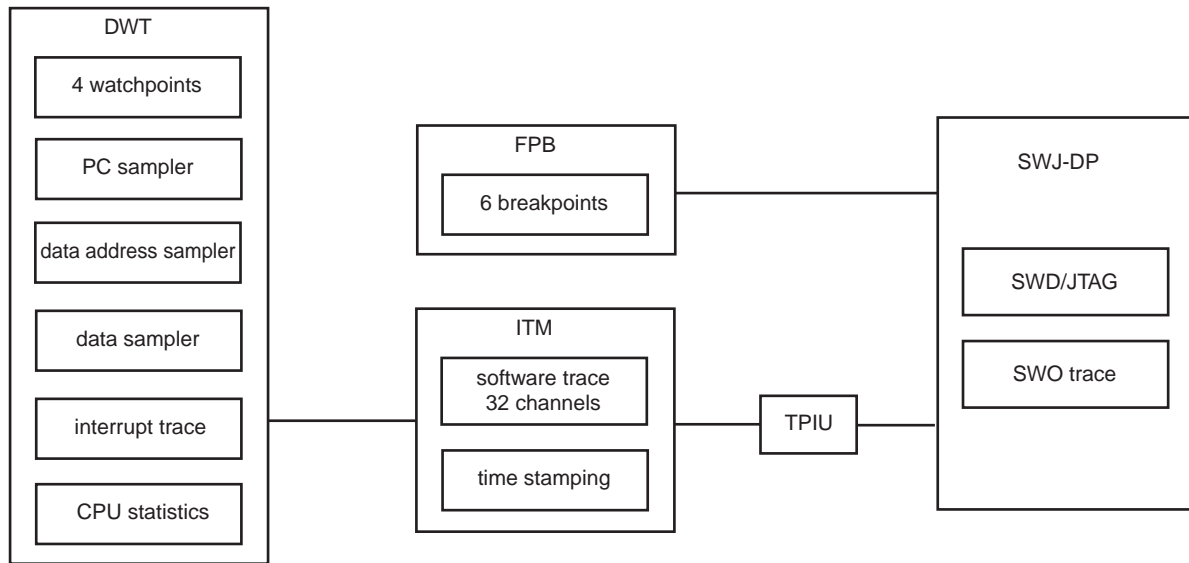 DWT
4 watchpoints
PC sampler
data address sampler
data sampler
interrupt trace
CPU statistics
FPB
6 breakpoints
ITM
software trace
32 channels
time stamping
TPIU
SWJ-DP
SWD/JTAG
SWO trace